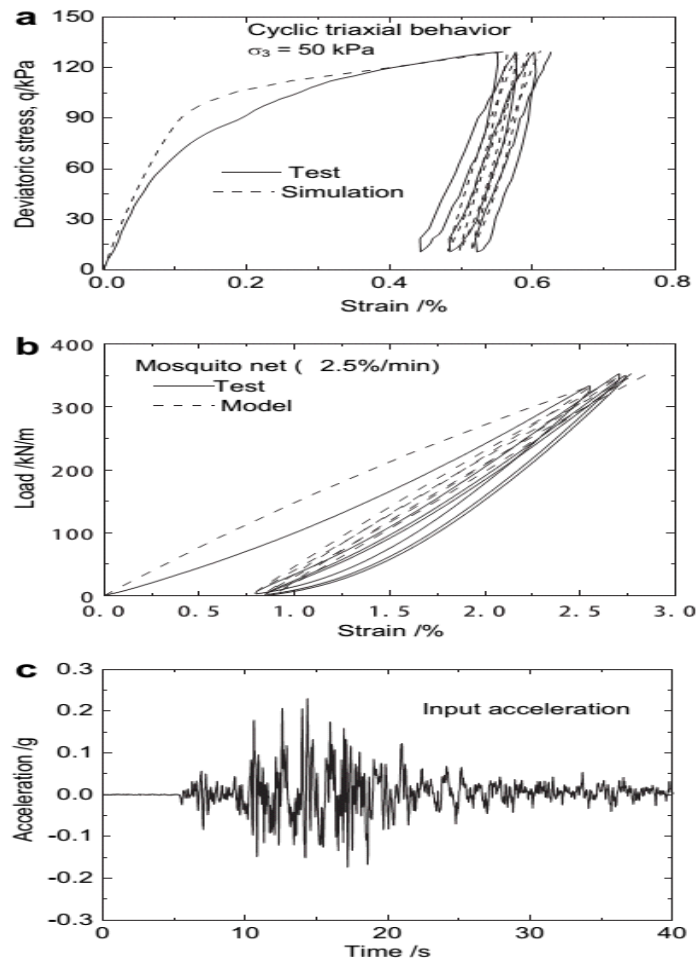 a
Cyclic triaxial behavior
σ3 = 50 kPa
Test
Simulation
Deviatoric stress, q/kPa
150
120
90
60
30
0
0.0 0.2 0.4 0.6 0.8
Strain /%
b
Mosquito net ( 2.5%/min)
Test
Model
Load /kN/m
400
300
200
100
0
0.0 0.5 1.0 1.5 2.0 2.5 3.0
Strain /%
c
Input acceleration
Acceleration /g
0.3
0.2
0.1
0.0
-0.1
-0.2
-0.3
0 10 20 30 40
Time /s